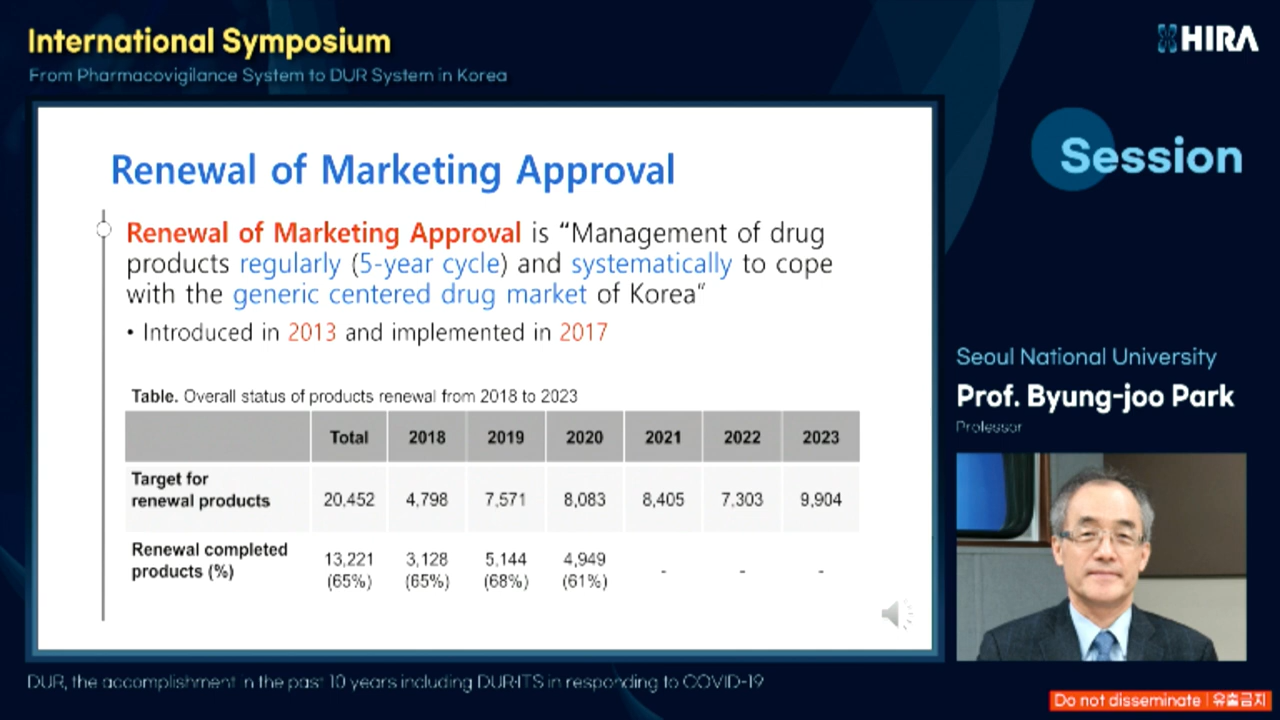 International Symposium
From Pharmacovigilance System to DUR System in Korea
HIRA
Session
Renewal of Marketing Approval
Renewal of Marketing Approval is “Management of drug
products regularly (5-year cycle) and systematically to cope
with the generic centered drug market of Korea”
• Introduced in 2013 and implemented in 2017
Table. Overall status of products renewal from 2018 to 2023
Total 2018 2019 2020 2021 2022 2023
Target for
renewal products 20,452 4,798 7,571 8,083 8,405 7,303 9,904
Renewal completed
products (%) 13,221 3,128 5,144 4,949 - - -
(65%) (65%) (68%) (61%)
Seoul National University
Prof. Byung-joo Park
Professor
DUR, the accomplishment in the past 10 years including DUR-ITS in responding to COVID-19
Do not disseminate | 유출금지